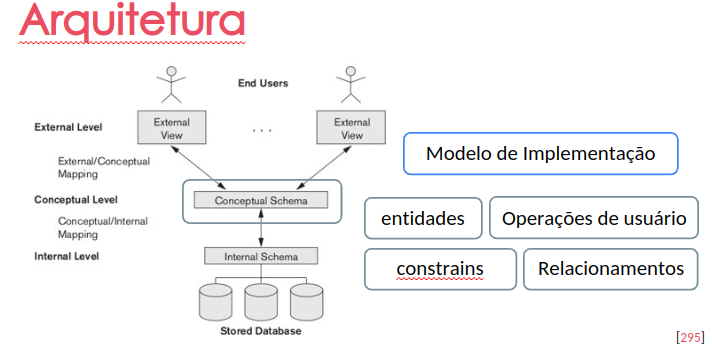 Arquitetura
End Users
External Level
External
View
. . .
External
View
External/Conceptual
Mapping
Conceptual Level
Conceptual Schema
Conceptual/Internal
Mapping
Internal Level
Internal Schema
Stored Database
Modelo de Implementação
entidades
Operações de usuário
constrains
Relacionamentos
[295]